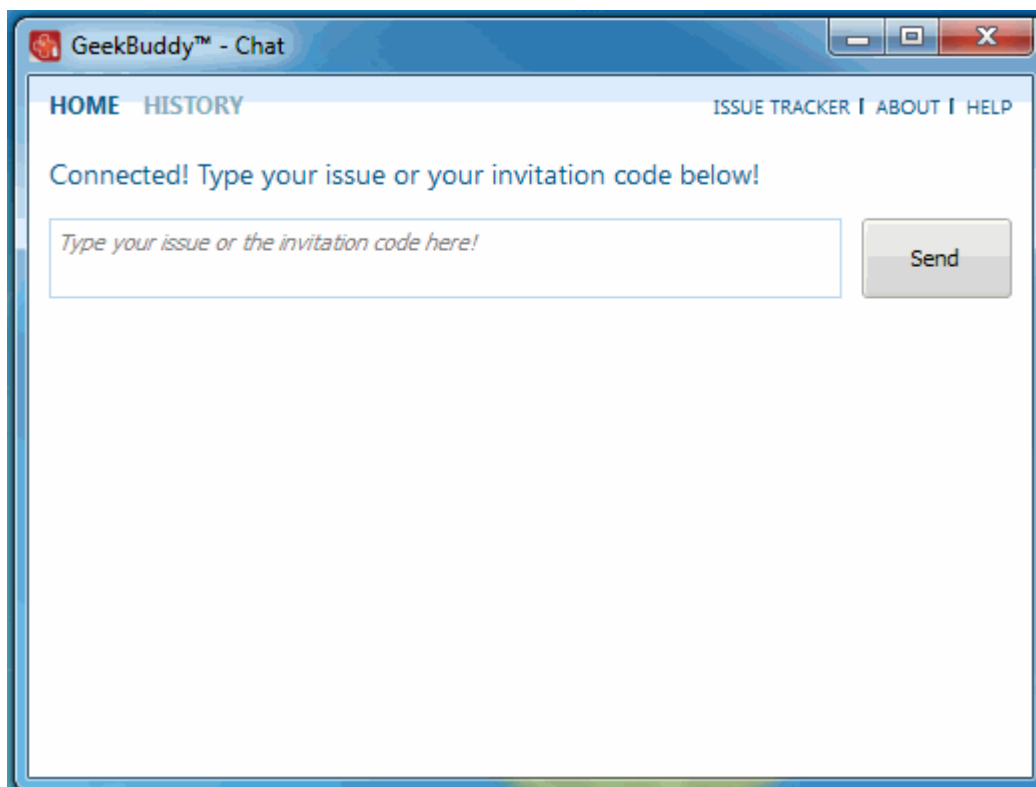 GeekBuddy™ - Chat
HOME HISTORY ISSUE TRACKER | ABOUT | HELP
Connected! Type your issue or your invitation code below!
Type your issue or the invitation code here!
Send